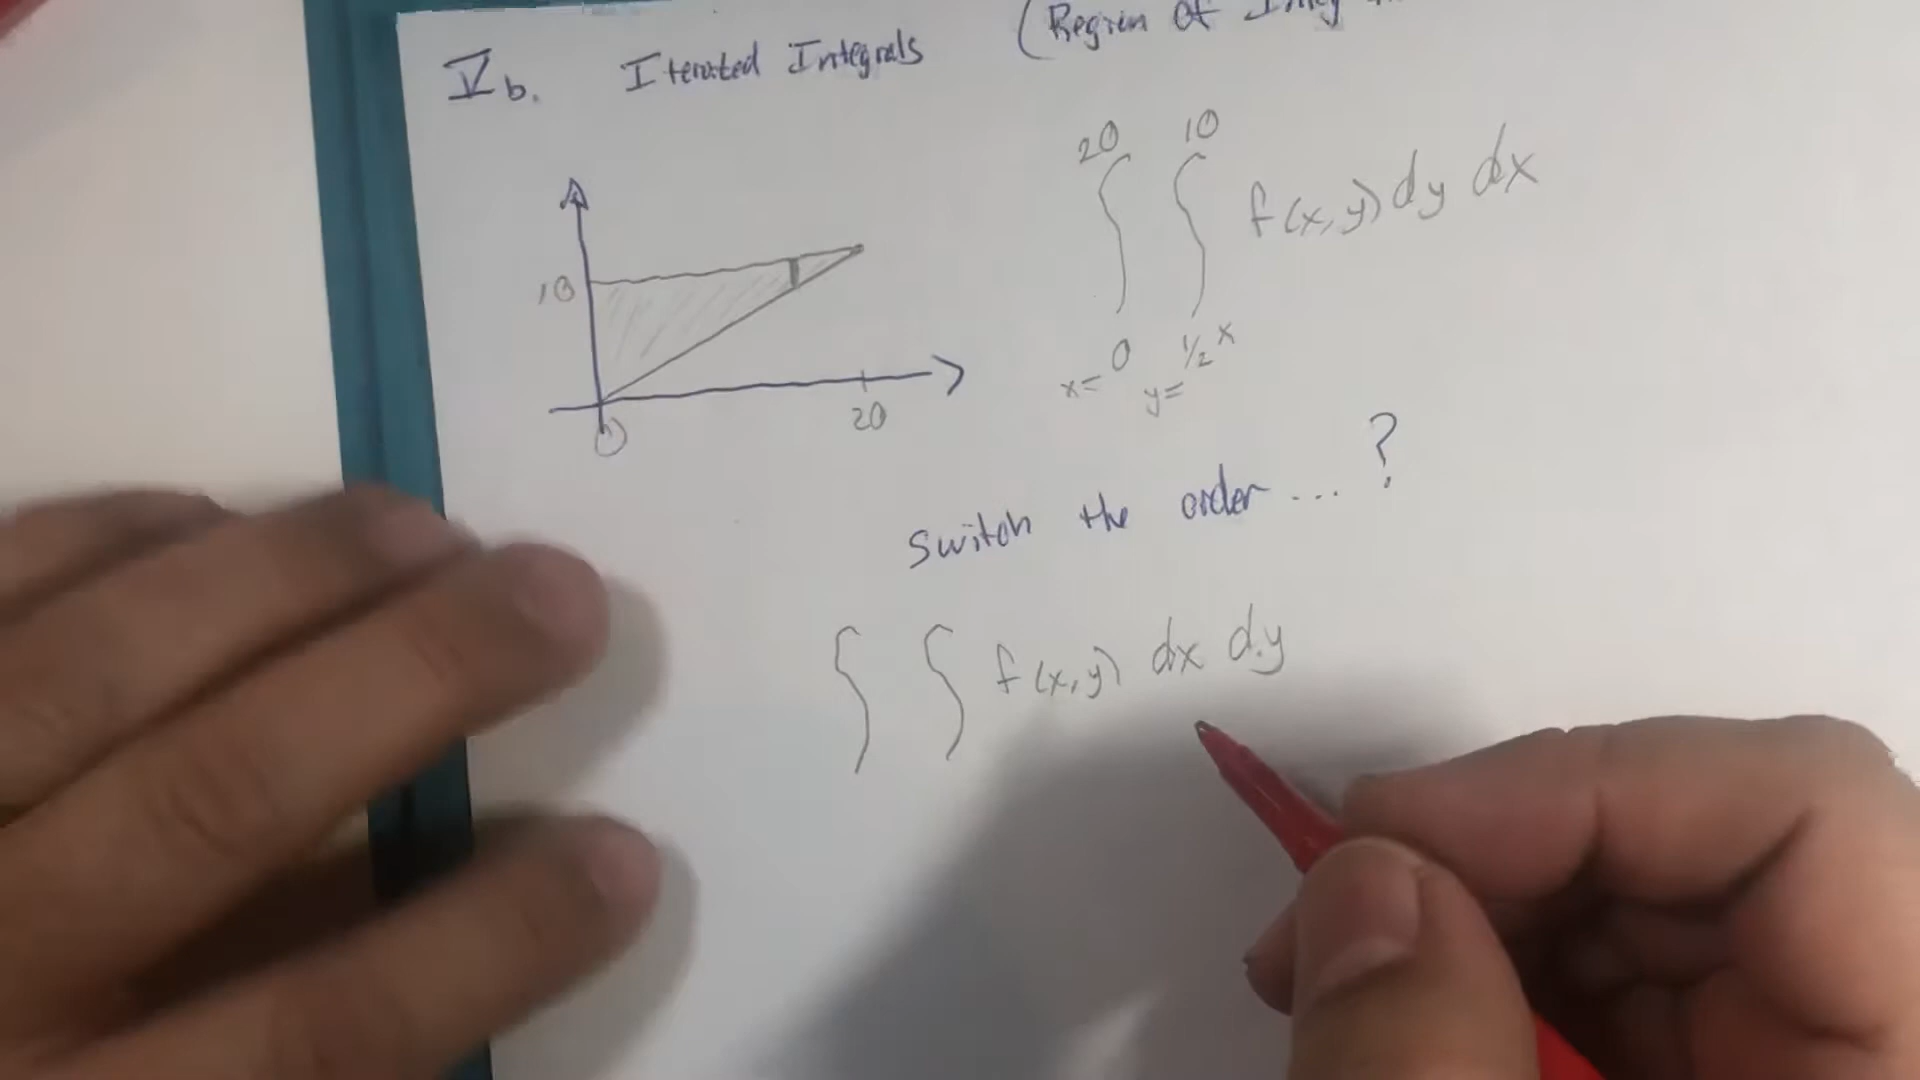 Vb. Iterated Integrals (Region of
20 10
∫ ∫ f(x,y) dy dx
x=0 y=1/2 x
10
0 20
Switch the order ... ?
∫ ∫ f(x,y) dx dy